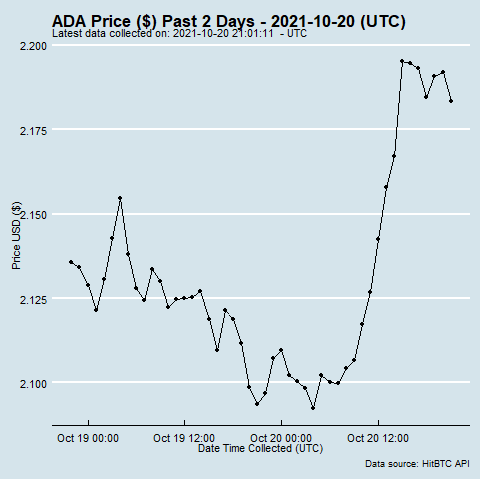 ADA Price ($) Past 2 Days - 2021-10-20 (UTC)
Latest data collected on: 2021-10-20 21:01:11  - UTC
2.200
2.175
2.150
2.125
2.100
Price USD ($)
Oct 19 00:00 Oct 19 12:00 Oct 20 00:00 Oct 20 12:00
Date Time Collected (UTC)
Data source: HitBTC API